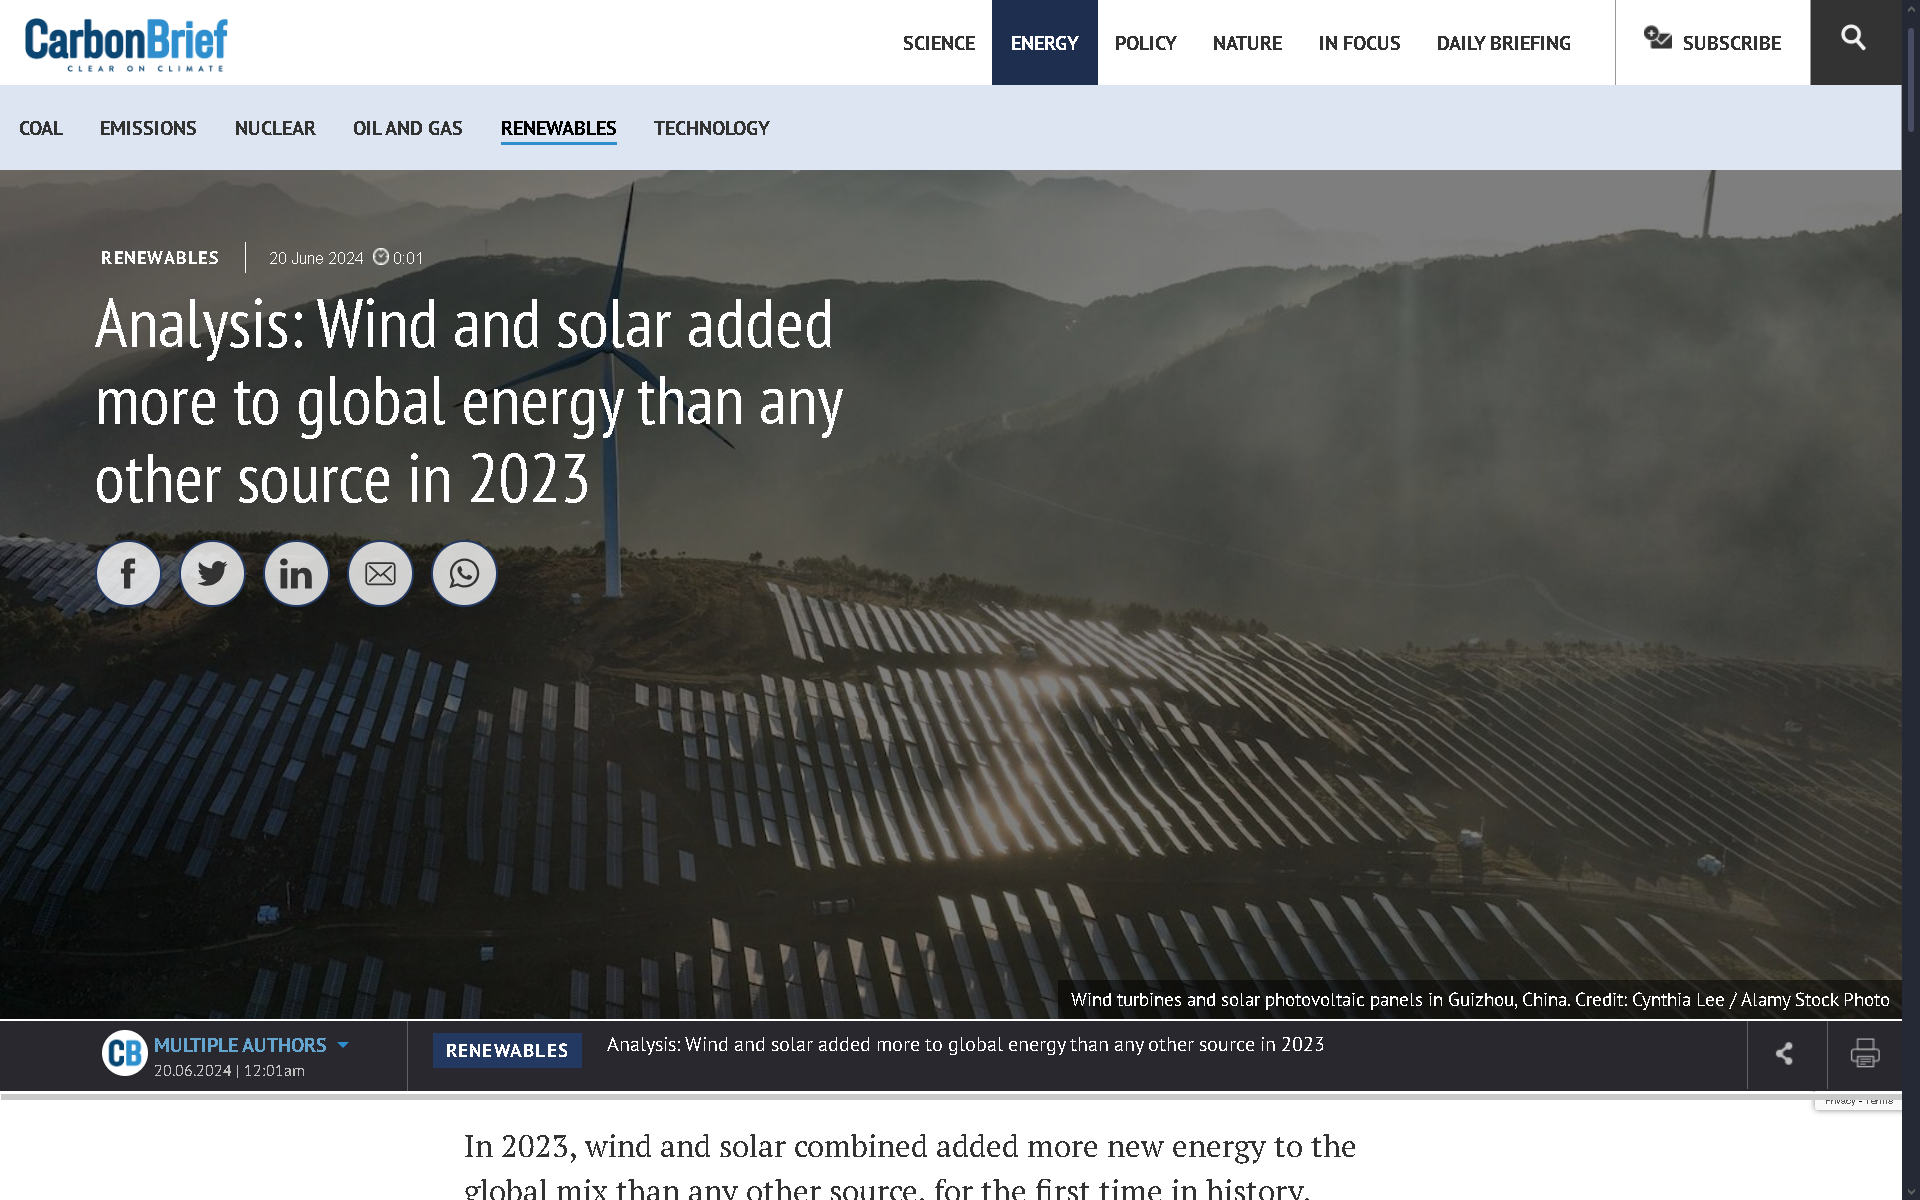 CarbonBrief
CLEAR ON CLIMATE
SCIENCE
ENERGY
POLICY
NATURE
IN FOCUS
DAILY BRIEFING
SUBSCRIBE
COAL
EMISSIONS
NUCLEAR
OIL AND GAS
RENEWABLES
TECHNOLOGY
RENEWABLES
20 June 2024 0:01
Analysis: Wind and solar added
more to global energy than any
other source in 2023
Wind turbines and solar photovoltaic panels in Guizhou, China. Credit: Cynthia Lee / Alamy Stock Photo
CB
MULTIPLE AUTHORS
20.06.2024 | 12:01am
RENEWABLES
Analysis: Wind and solar added more to global energy than any other source in 2023
Privacy - Terms
In 2023, wind and solar combined added more new energy to the
global mix than any other source, for the first time in history.